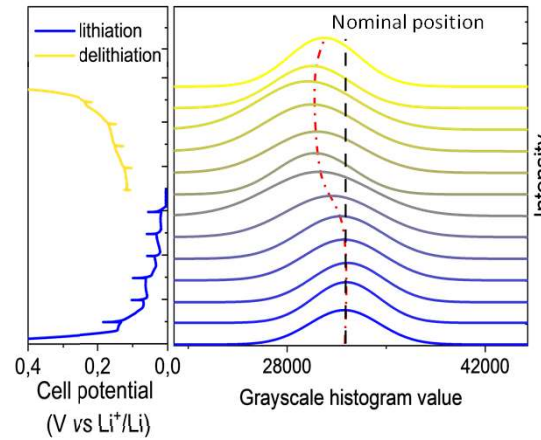 lithiation
delithiation
Nominal position
Intensity
0,4
0,2
0,0
28000
42000
Cell potential
(V vs Li⁺/Li)
Grayscale histogram value